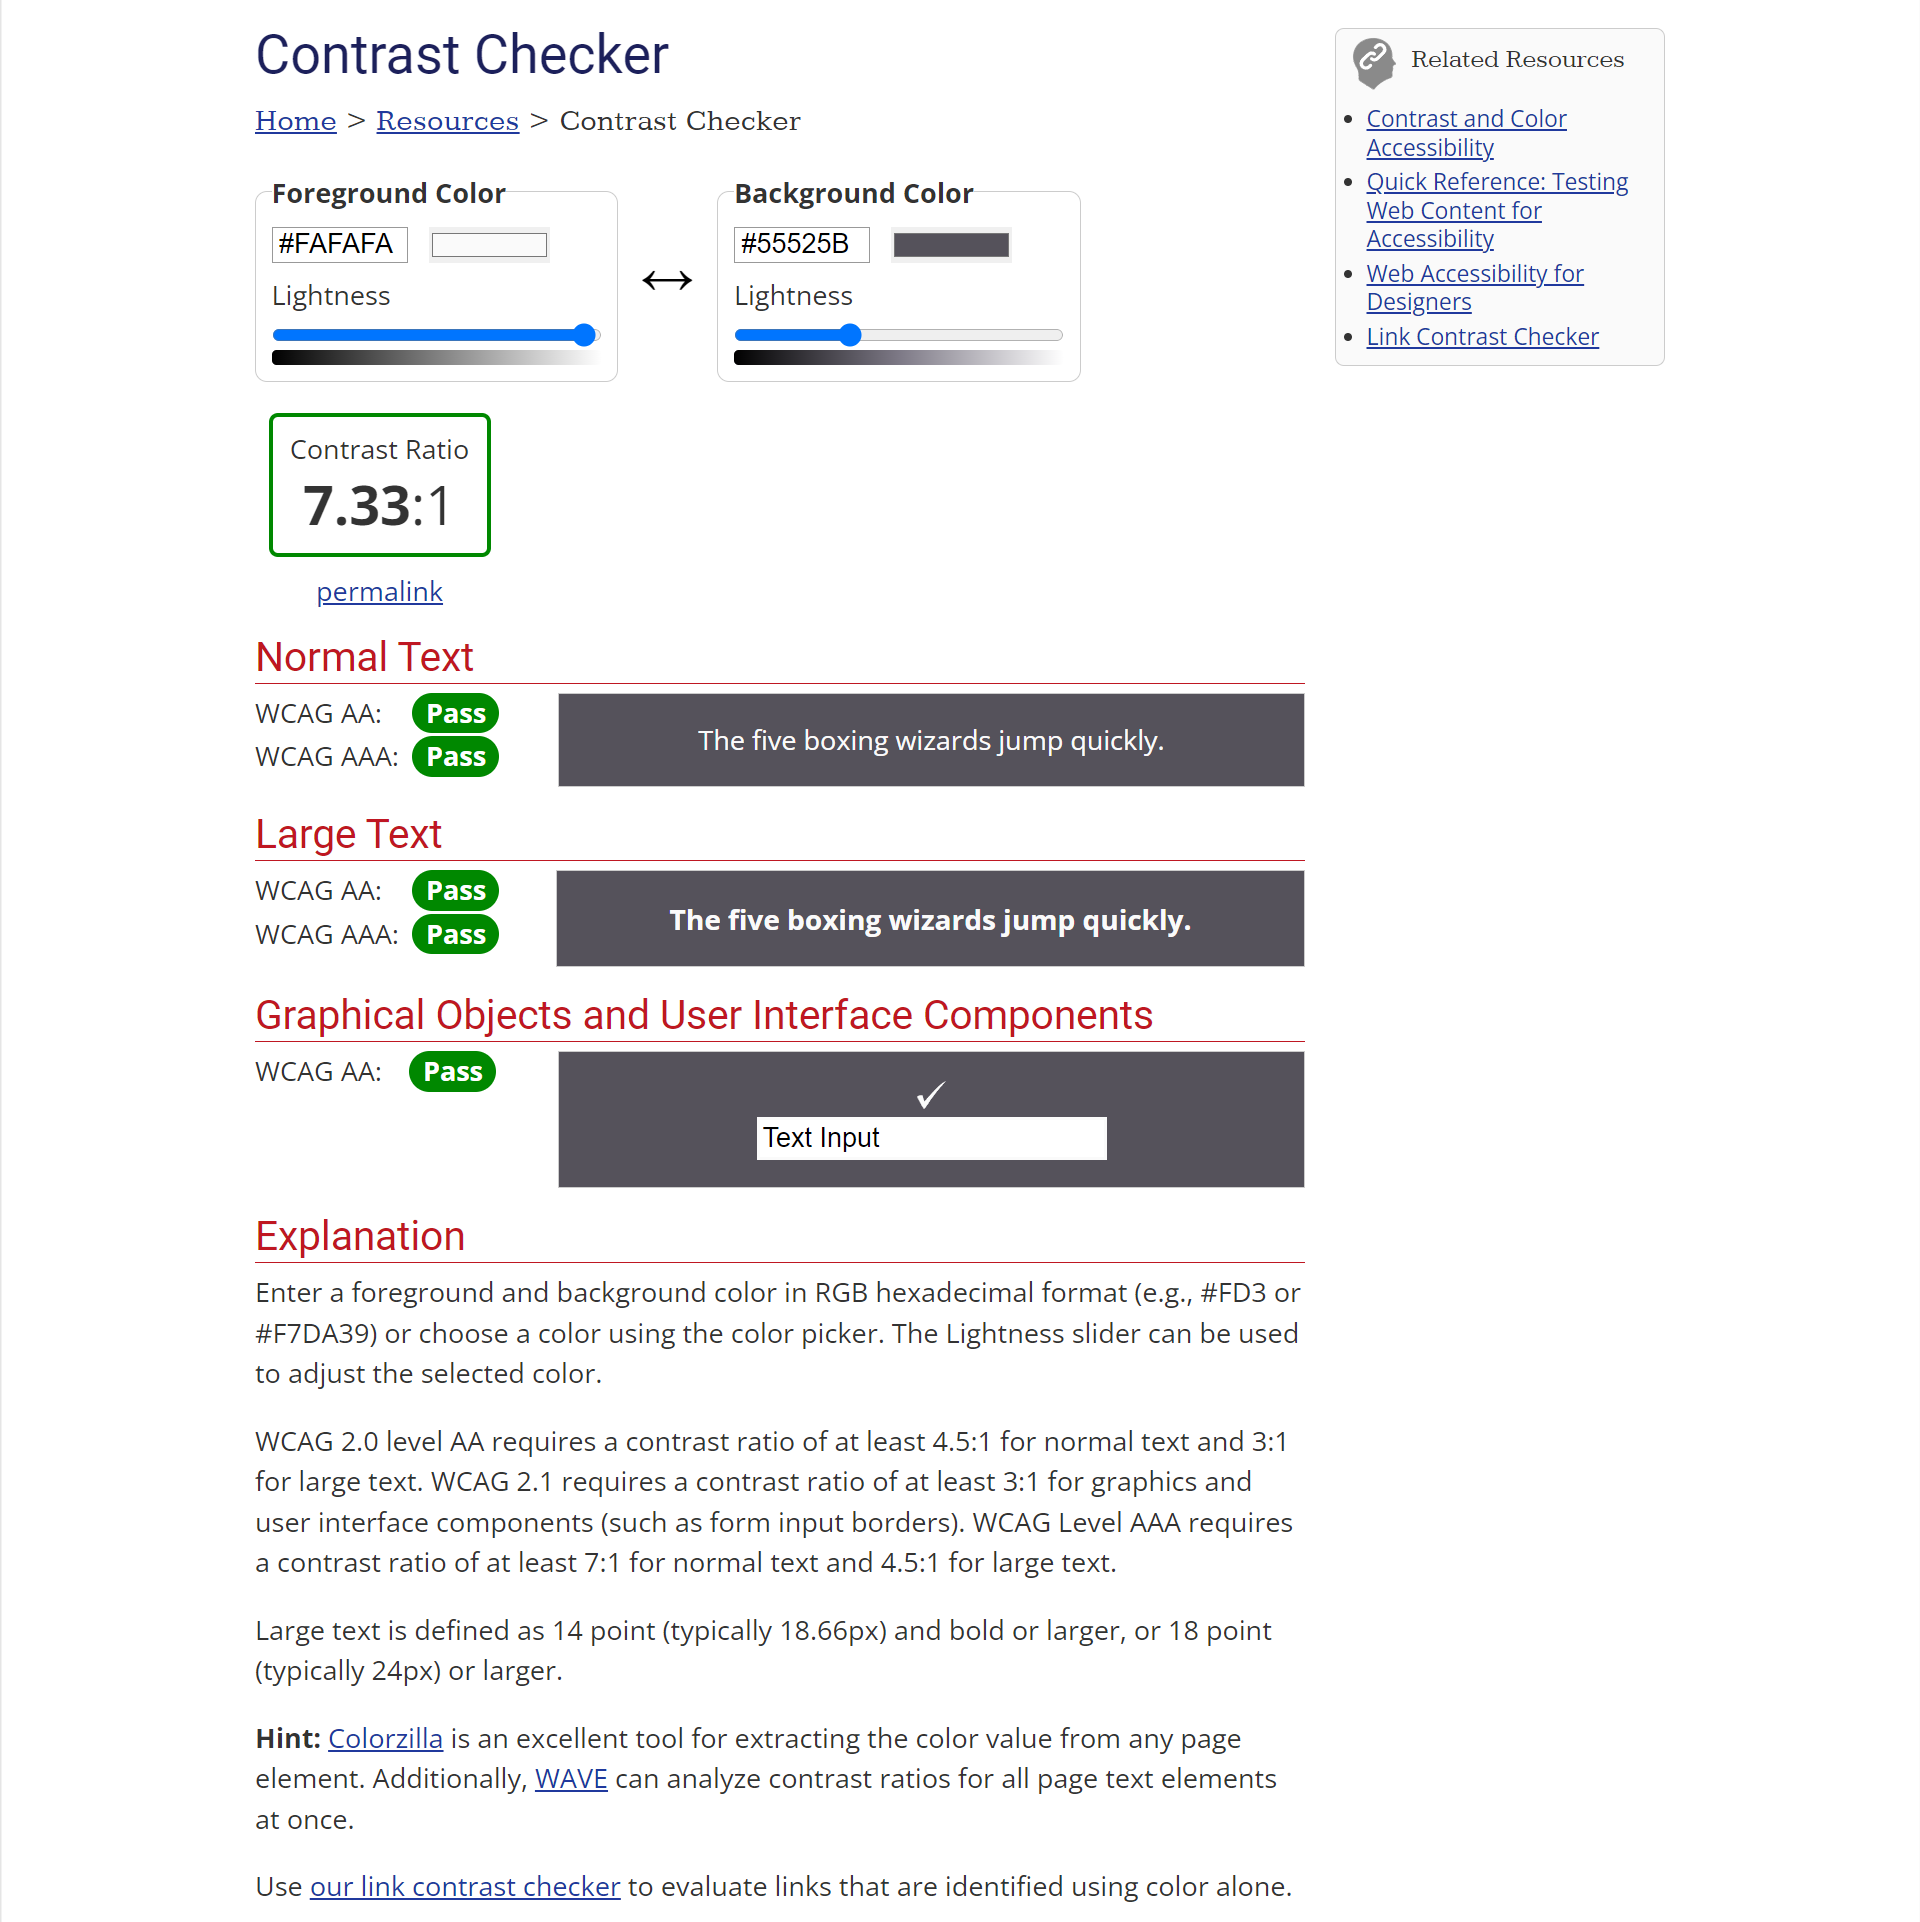 Contrast Checker
Home > Resources > Contrast Checker
Foreground Color
#FAFAFA
Lightness
Background Color
#55525B
Lightness
Contrast Ratio
7.33:1
permalink
Normal Text
WCAG AA: Pass
WCAG AAA: Pass
The five boxing wizards jump quickly.
Large Text
WCAG AA: Pass
WCAG AAA: Pass
The five boxing wizards jump quickly.
Graphical Objects and User Interface Components
WCAG AA: Pass
✓
Text Input
Explanation
Enter a foreground and background color in RGB hexadecimal format (e.g., #FD3 or
#F7DA39) or choose a color using the color picker. The Lightness slider can be used
to adjust the selected color.
WCAG 2.0 level AA requires a contrast ratio of at least 4.5:1 for normal text and 3:1
for large text. WCAG 2.1 requires a contrast ratio of at least 3:1 for graphics and
user interface components (such as form input borders). WCAG Level AAA requires
a contrast ratio of at least 7:1 for normal text and 4.5:1 for large text.
Large text is defined as 14 point (typically 18.66px) and bold or larger, or 18 point
(typically 24px) or larger.
Hint: Colorzilla is an excellent tool for extracting the color value from any page
element. Additionally, WAVE can analyze contrast ratios for all page text elements
at once.
Use our link contrast checker to evaluate links that are identified using color alone.
Related Resources
Contrast and Color
Accessibility
Quick Reference: Testing
Web Content for
Accessibility
Web Accessibility for
Designers
Link Contrast Checker